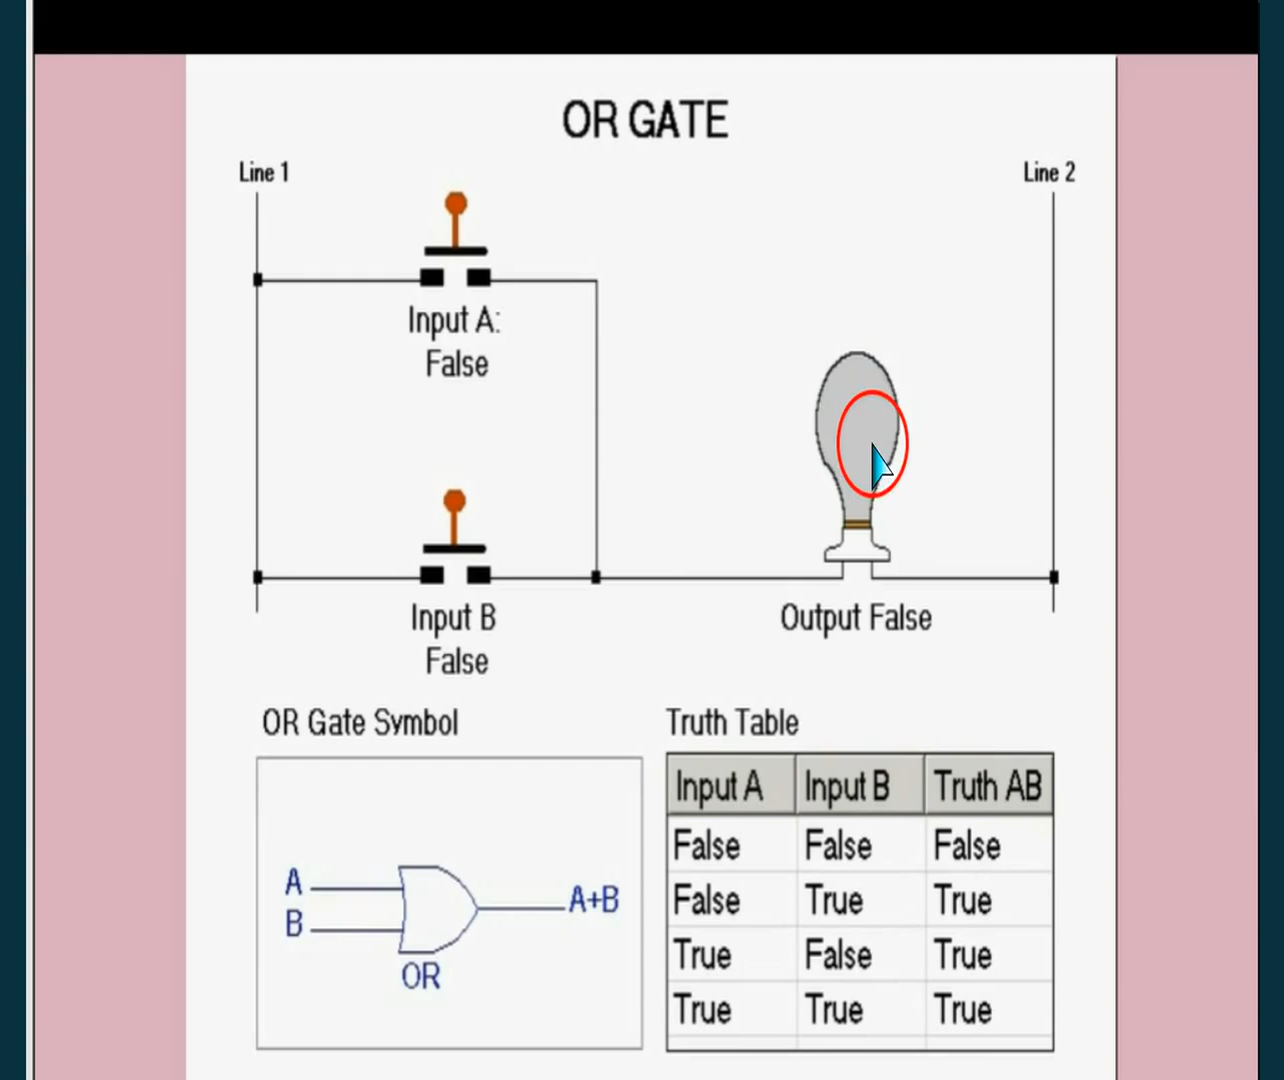 OR GATE
Line 1
Line 2
Input A:
False
Input B
False
Output False
OR Gate Symbol
A
B
A+B
OR
Truth Table
Input A Input B Truth AB
False False False
False True True
True False True
True True True